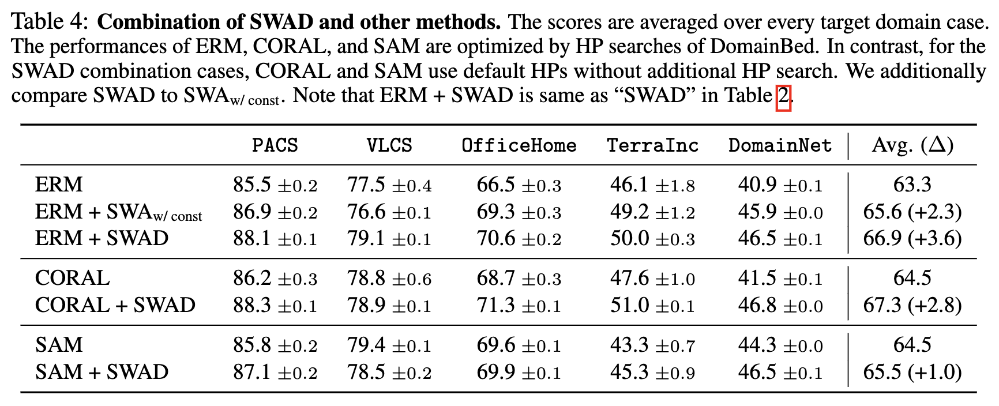 Table 4: Combination of SWAD and other methods. The scores are averaged over every target domain case.
The performances of ERM, CORAL, and SAM are optimized by HP searches of DomainBed. In contrast, for the
SWAD combination cases, CORAL and SAM use default HPs without additional HP search. We additionally
compare SWAD to SWAw/ const. Note that ERM + SWAD is same as “SWAD” in Table 2.
PACS VLCS OfficeHome TerraInc DomainNet Avg. (Δ)
ERM 85.5 ±0.2 77.5 ±0.4 66.5 ±0.3 46.1 ±1.8 40.9 ±0.1 63.3
ERM + SWAw/ const 86.9 ±0.2 76.6 ±0.1 69.3 ±0.3 49.2 ±1.2 45.9 ±0.0 65.6 (+2.3)
ERM + SWAD 88.1 ±0.1 79.1 ±0.1 70.6 ±0.2 50.0 ±0.3 46.5 ±0.1 66.9 (+3.6)
CORAL 86.2 ±0.3 78.8 ±0.6 68.7 ±0.3 47.6 ±1.0 41.5 ±0.1 64.5
CORAL + SWAD 88.3 ±0.1 78.9 ±0.1 71.3 ±0.1 51.0 ±0.1 46.8 ±0.0 67.3 (+2.8)
SAM 85.8 ±0.2 79.4 ±0.1 69.6 ±0.1 43.3 ±0.7 44.3 ±0.0 64.5
SAM + SWAD 87.1 ±0.2 78.5 ±0.2 69.9 ±0.1 45.3 ±0.9 46.5 ±0.1 65.5 (+1.0)